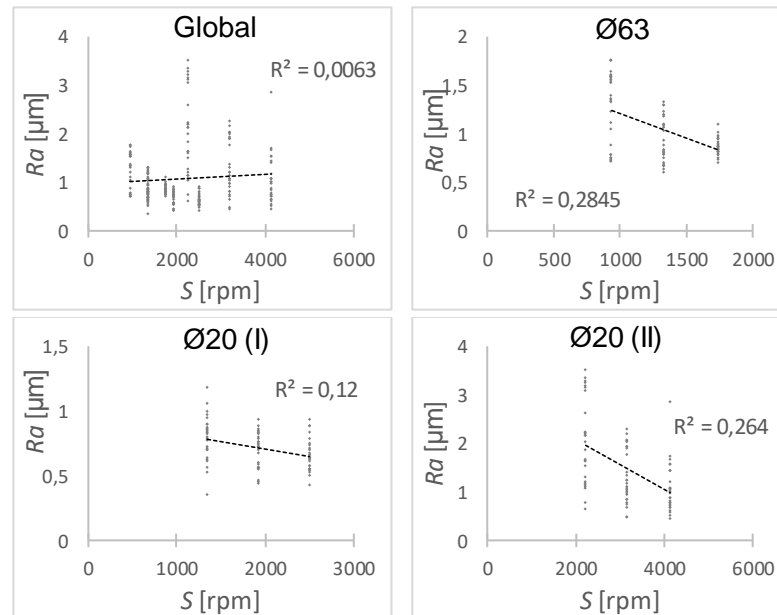 Global
R² = 0,0063
Ra [µm]
4
3
2
1
0
0 2000 4000 6000
S [rpm]
Ø63
R² = 0,2845
Ra [µm]
2
1,5
1
0,5
0
0 500 1000 1500 2000
S [rpm]
Ø20 (I)
R² = 0,12
Ra [µm]
1,5
1
0,5
0
0 1000 2000 3000
S [rpm]
Ø20 (II)
R² = 0,264
Ra [µm]
4
3
2
1
0
0 2000 4000 6000
S [rpm]